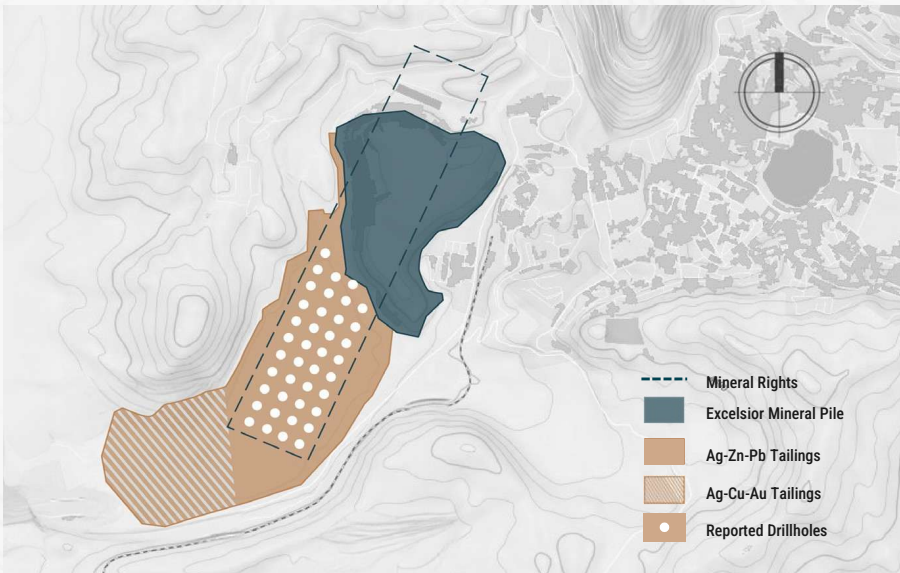 Mineral Rights
Excelsior Mineral Pile
Ag-Zn-Pb Tailings
Ag-Cu-Au Tailings
Reported Drillholes